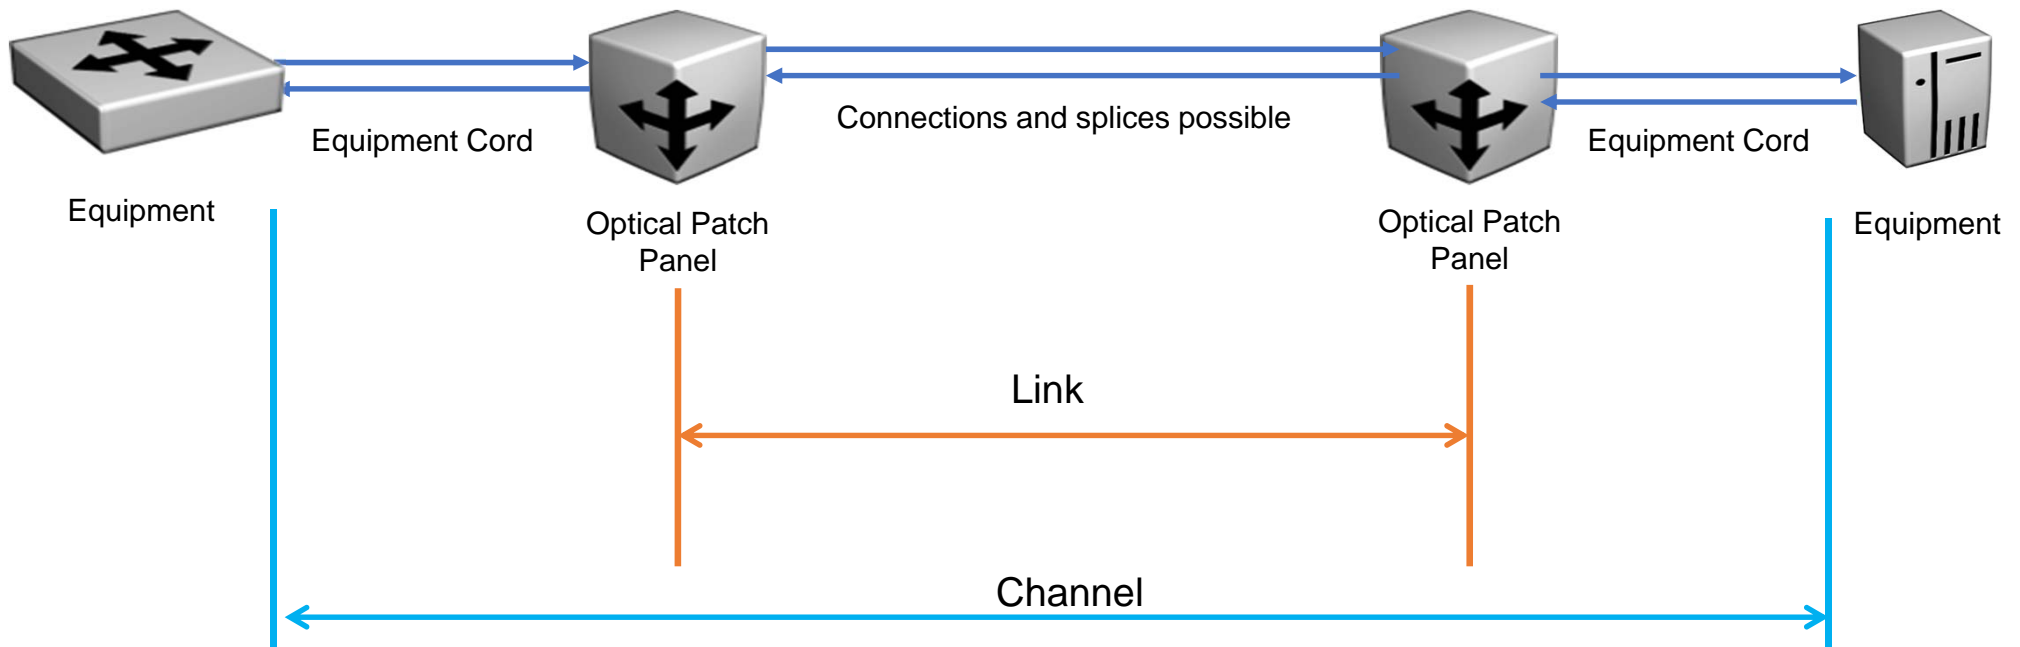 Equipment Cord
Connections and splices possible
Equipment Cord
Equipment
Optical Patch
Panel
Optical Patch
Panel
Equipment
Link
Channel